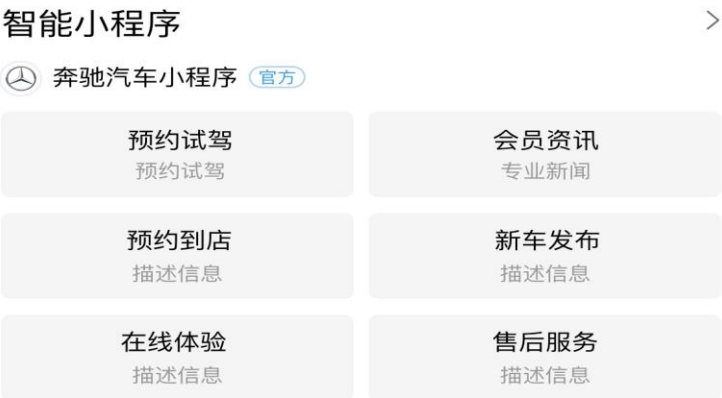 智能小程序
奔驰汽车小程序 官方
预约试驾 会员资讯
预约试驾 专业新闻
预约到店 新车发布
描述信息 描述信息
在线体验 售后服务
描述信息 描述信息